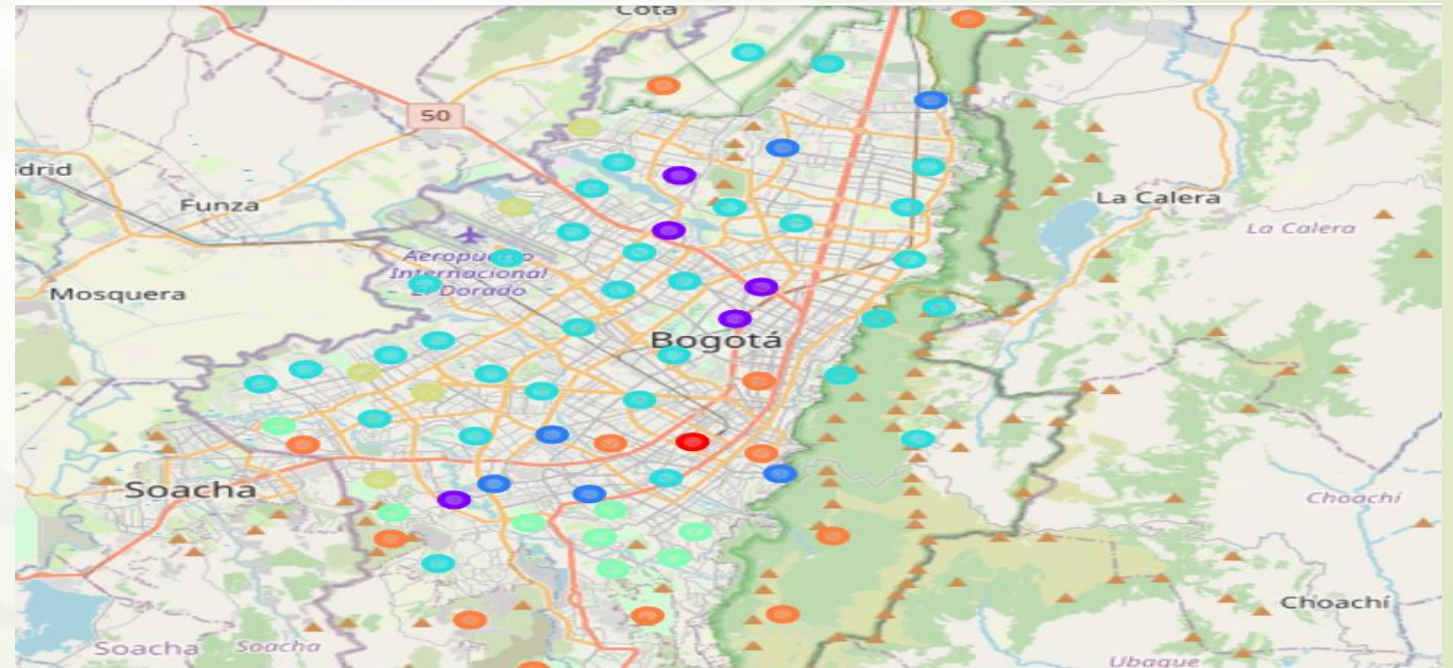 Cota
50
drid
Funza
La Calera
La Calera
Aeropuerto
Internacional
El Dorado
Mosquera
Bogotá
Soacha
Choachí
Choachí
Soacha
Soacha
Ubaque